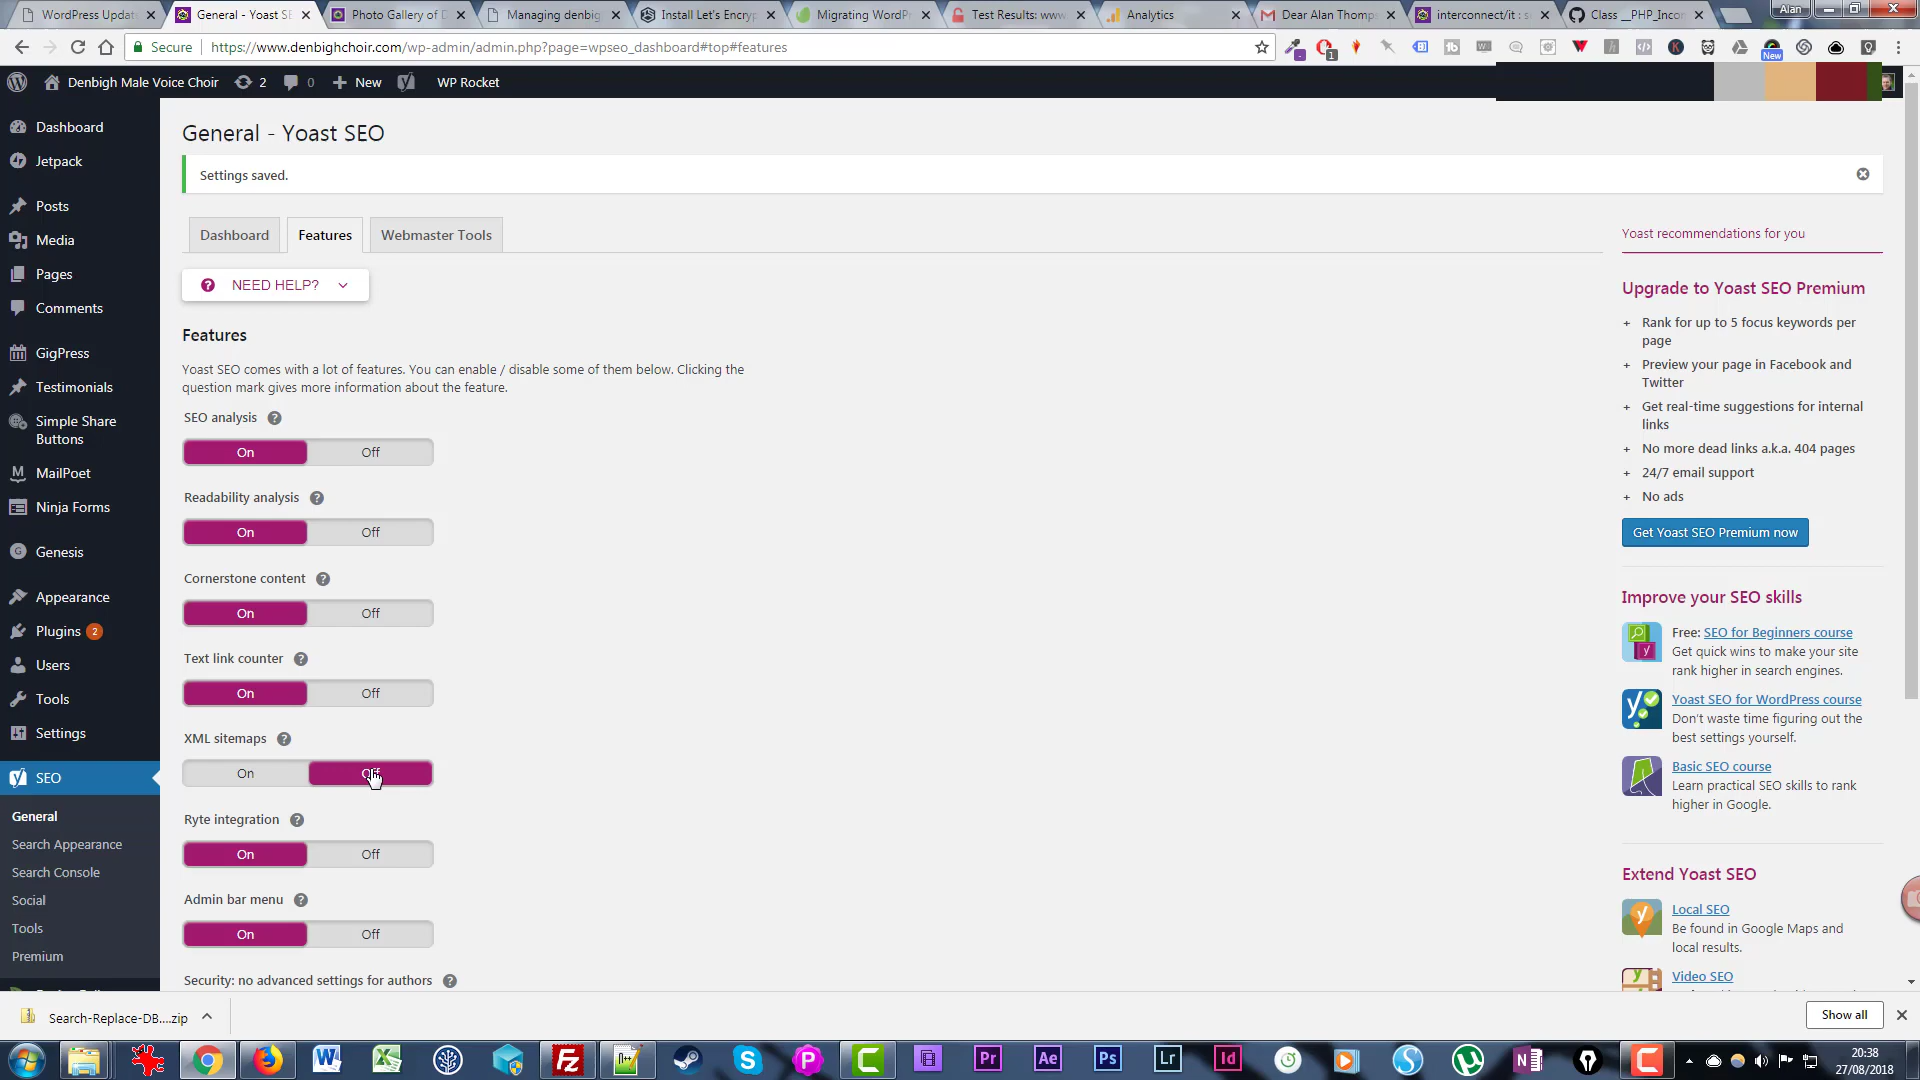 WordPress Updat
General - Yoast SE
Photo Gallery of D
Managing denbig
Install Let's Encryp
Migrating WordP
Test Results: www
Analytics
Dear Alan Thomps
interconnect/it : s
Class __PHP_Incon
Alan
Secure
https://www.denbighchoir.com/wp-admin/admin.php?page=wpseo_dashboard#top#features
1
New
Denbigh Male Voice Choir
2
0
New
WP Rocket
Dashboard
Jetpack
Posts
Media
Pages
Comments
GigPress
Testimonials
Simple Share
Buttons
MailPoet
Ninja Forms
Genesis
Appearance
Plugins 2
Users
Tools
Settings
SEO
General
Search Appearance
Search Console
Social
Tools
Premium
General - Yoast SEO
Settings saved.
Dashboard
Features
Webmaster Tools
NEED HELP?
Features
Yoast SEO comes with a lot of features. You can enable / disable some of them below. Clicking the
question mark gives more information about the feature.
SEO analysis
On Off
Readability analysis
On Off
Cornerstone content
On Off
Text link counter
On Off
XML sitemaps
On Off
Ryte integration
On Off
Admin bar menu
On Off
Security: no advanced settings for authors
Yoast recommendations for you
Upgrade to Yoast SEO Premium
+ Rank for up to 5 focus keywords per
page
+ Preview your page in Facebook and
Twitter
+ Get real-time suggestions for internal
links
+ No more dead links a.k.a. 404 pages
+ 24/7 email support
+ No ads
Get Yoast SEO Premium now
Improve your SEO skills
Free: SEO for Beginners course
Get quick wins to make your site
rank higher in search engines.
Yoast SEO for WordPress course
Don't waste time figuring out the
best settings yourself.
Basic SEO course
Learn practical SEO skills to rank
higher in Google.
Extend Yoast SEO
Local SEO
Be found in Google Maps and
local results.
Video SEO
Search-Replace-DB....zip
Show all
Pr
Ae
Ps
Lr
Id
20:38
27/08/2018